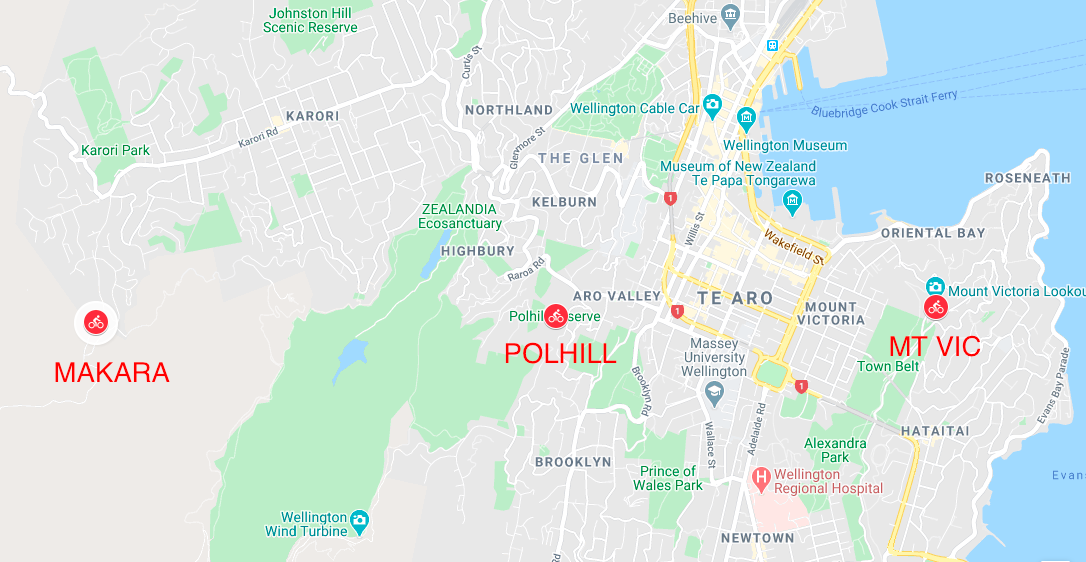 Johnston Hill
Scenic Reserve
Beehive
Curtis St
NORTHLAND
Wellington Cable Car
Bluebridge Cook Strait Ferry
KARORI
Karori Rd
Karori Park
Glenmore St
THE GLEN
Wellington Museum
Museum of New Zealand
Te Papa Tongarewa
ROSENEATH
1
KELBURN
ZEALANDIA
Ecosanctuary
HIGHBURY
Raroa Rd
Willis St
Wakefield St
ORIENTAL BAY
ARO VALLEY
TE ARO
Mount Victoria Lookou
MOUNT
VICTORIA
Polhill
serve
1
MAKARA
POLHILL
MT VIC
Massey
University
Wellington
Town Belt
1
Brooklyn Rd
Evans Bay Parade
Adelaide Rd
Wallace St
HATAITAI
Alexandra
Park
BROOKLYN
Prince of
Wales Park
Wellington
Regional Hospital
Evans
Wellington
Wind Turbine
NEWTOWN
Rd